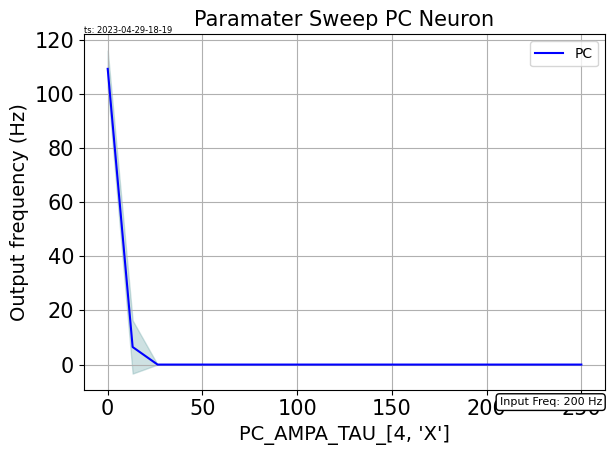 Paramater Sweep PC Neuron
ts: 2023-04-29-18-19
PC
120
100
80
60
40
20
0
Output frequency (Hz)
0 50 100 150 200 250
Input Freq: 200 Hz
PC_AMPA_TAU_[4, 'X']